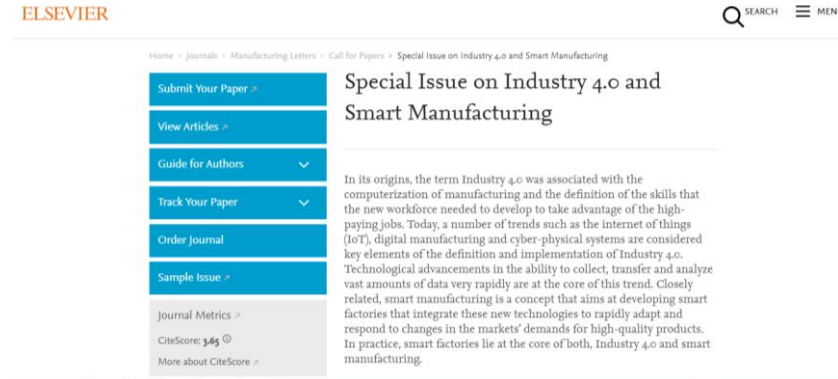 ELSEVIER
SEARCH
MEN
Home > Journals > Manufacturing Letters > Call for Papers > Special Issue on Industry 4.0 and Smart Manufacturing
Submit Your Paper
View Articles
Guide for Authors
Track Your Paper
Order Journal
Sample Issue
Journal Metrics
CiteScore: 3.65
More about CiteScore
Special Issue on Industry 4.0 and
Smart Manufacturing
In its origins, the term Industry 4.0 was associated with the
computerization of manufacturing and the definition of the skills that
the new workforce needed to develop to take advantage of the high-
paying jobs. Today, a number of trends such as the internet of things
(IoT), digital manufacturing and cyber-physical systems are considered
key elements of the definition and implementation of Industry 4.0.
Technological advancements in the ability to collect, transfer and analyze
vast amounts of data very rapidly are at the core of this trend. Closely
related, smart manufacturing is a concept that aims at developing smart
factories that integrate these new technologies to rapidly adapt and
respond to changes in the markets' demands for high-quality products.
In practice, smart factories lie at the core of both, Industry 4.0 and smart
manufacturing.